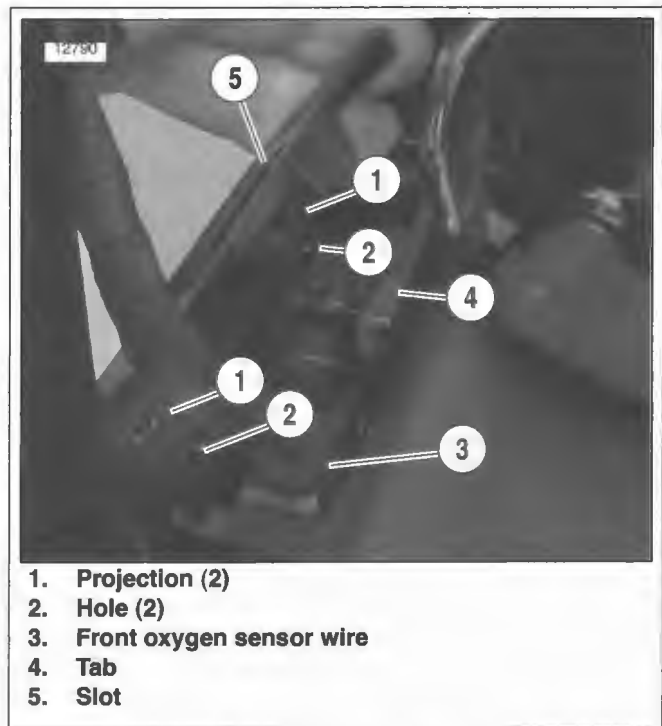 12790
5
1
2
4
1
2
3
1. Projection (2)
2. Hole (2)
3. Front oxygen sensor wire
4. Tab
5. Slot